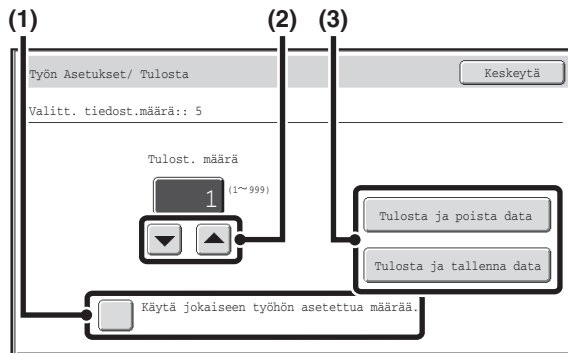 (1) (2) (3)
Työn Asetukset/ Tulosta
Keskeytä
Valitt. tiedost.määrä:: 5
Tulost. määrä
1
(1~999)
Tulosta ja poista data
Tulosta ja tallenna data
Käytä jokaiseen työhön asetettua määrää.